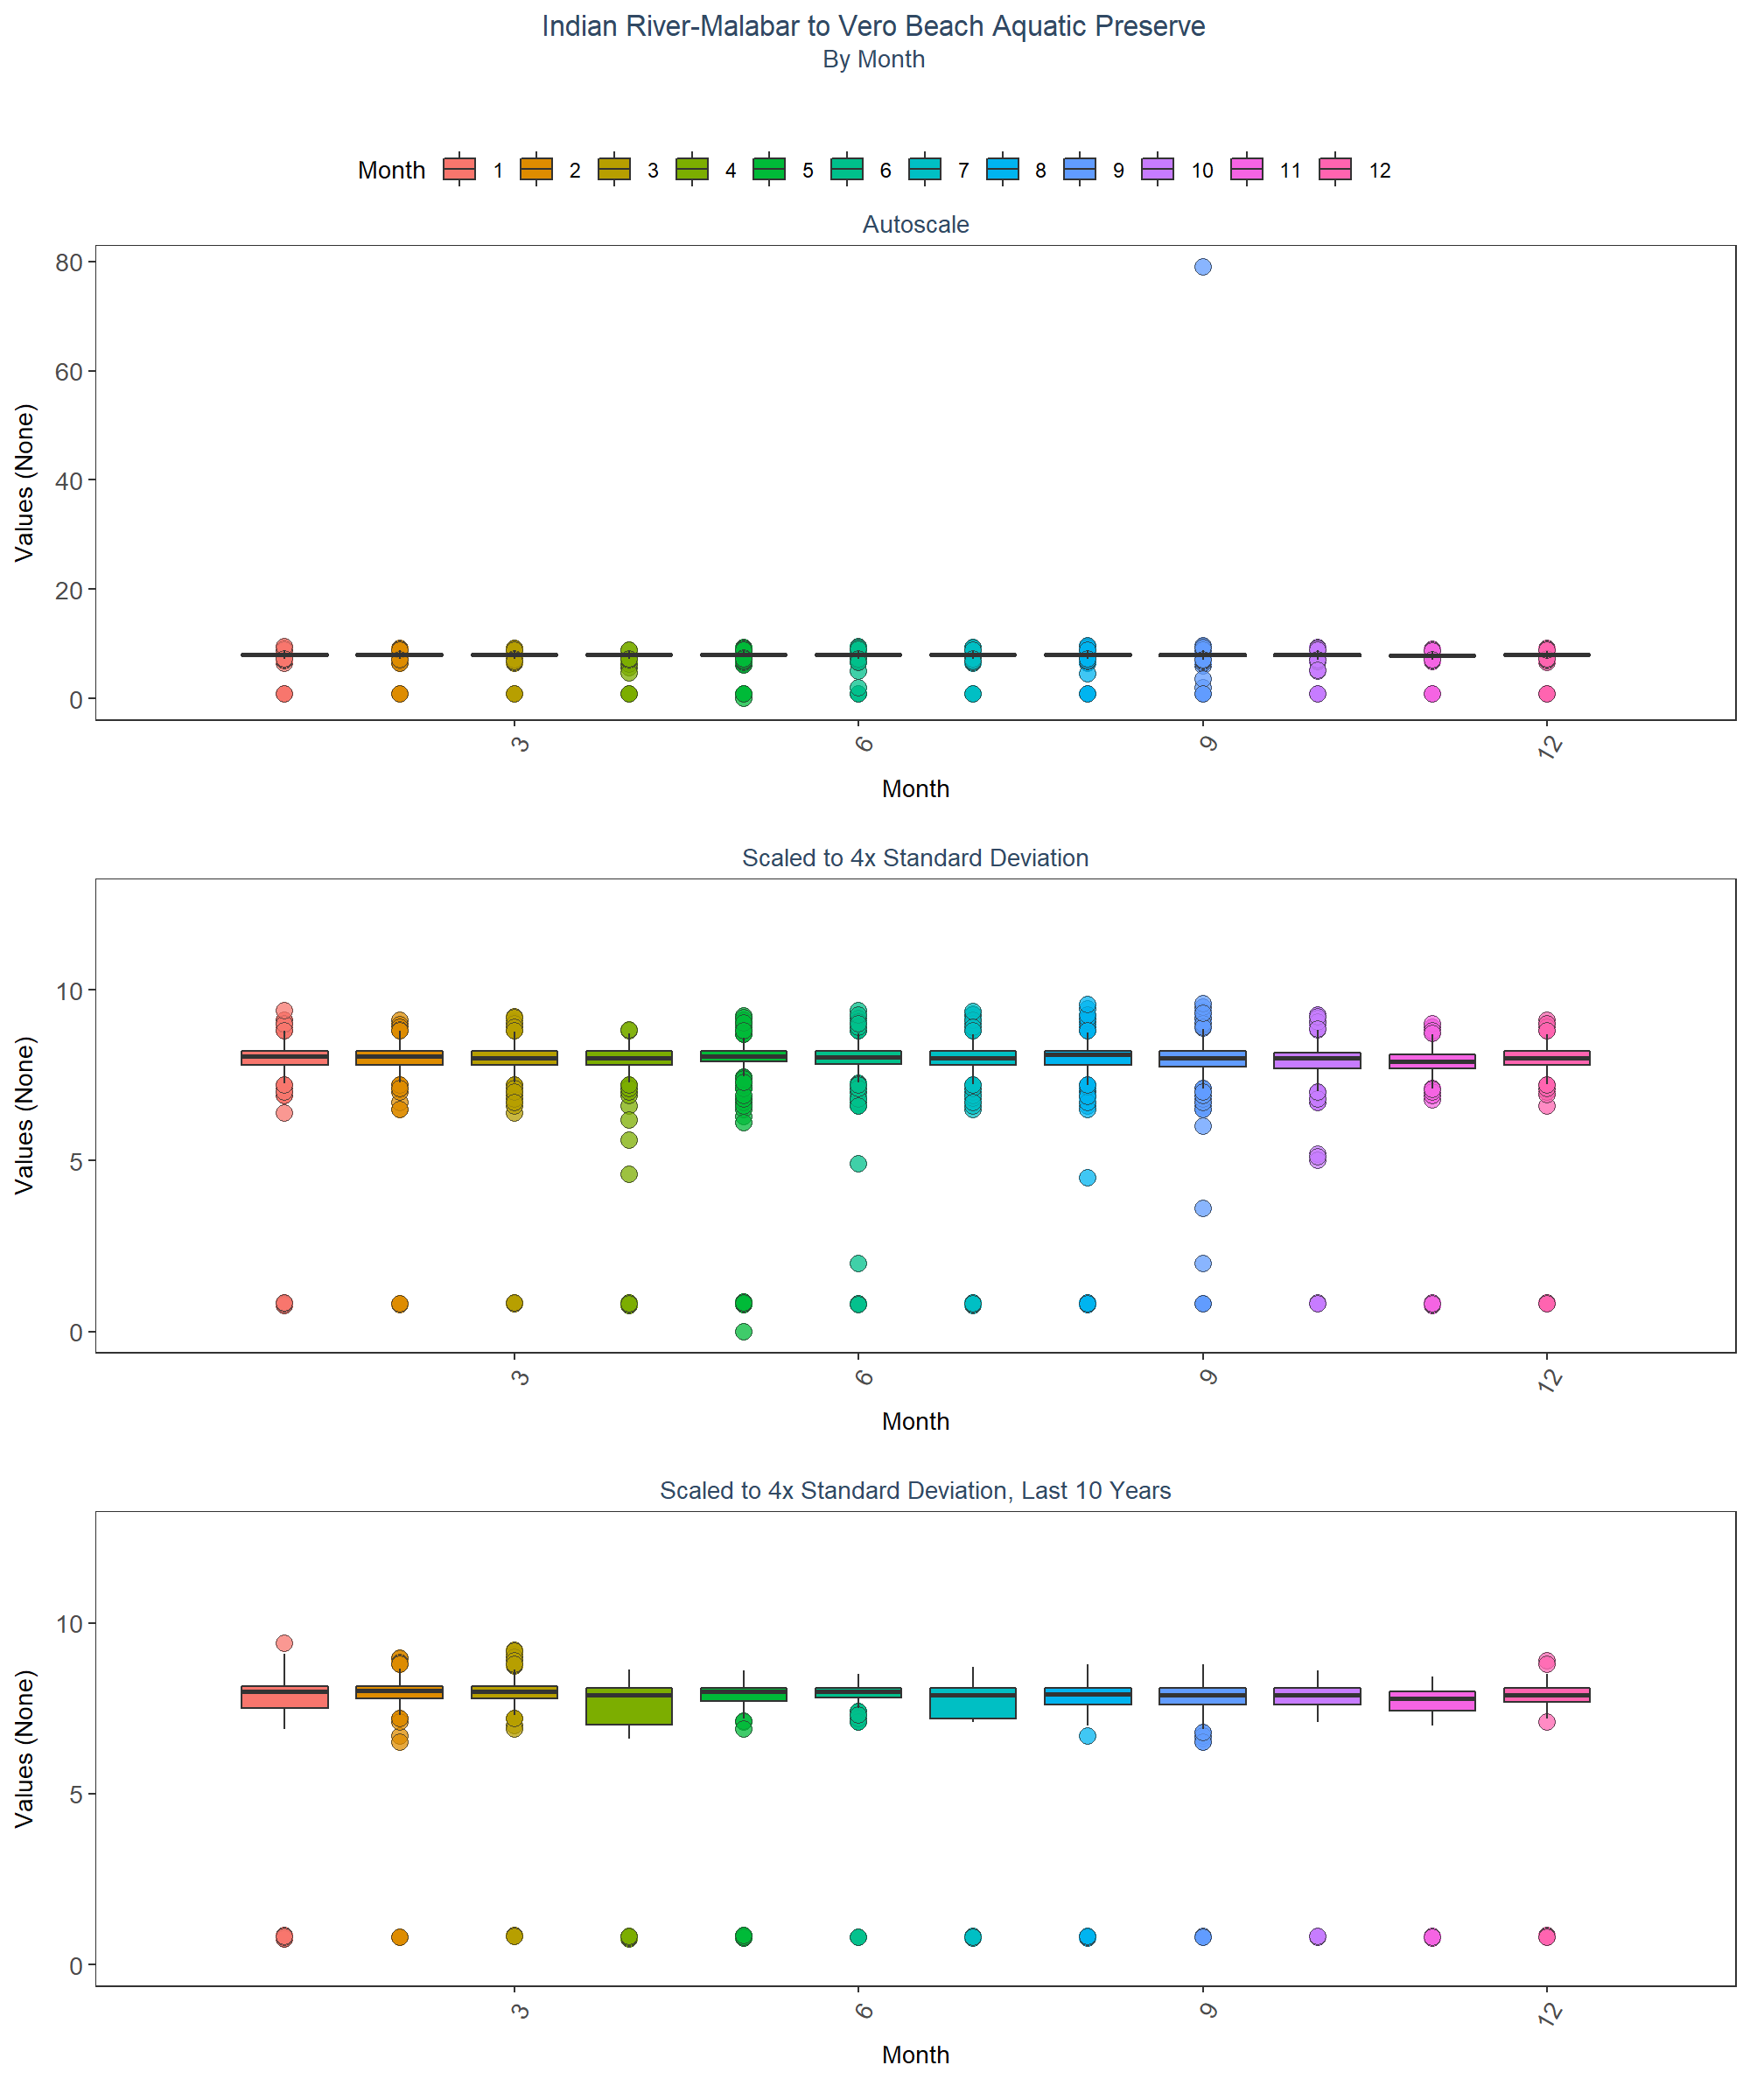 Indian River-Malabar to Vero Beach Aquatic Preserve
By Month
Month 1 2 3 4 5 6 7 8 9 10 11 12
Autoscale
80
60
40
20
0
Values (None)
3 6 9 12
Month
Scaled to 4x Standard Deviation
10
5
0
Values (None)
3 6 9 12
Month
Scaled to 4x Standard Deviation, Last 10 Years
10
5
0
Values (None)
3 6 9 12
Month